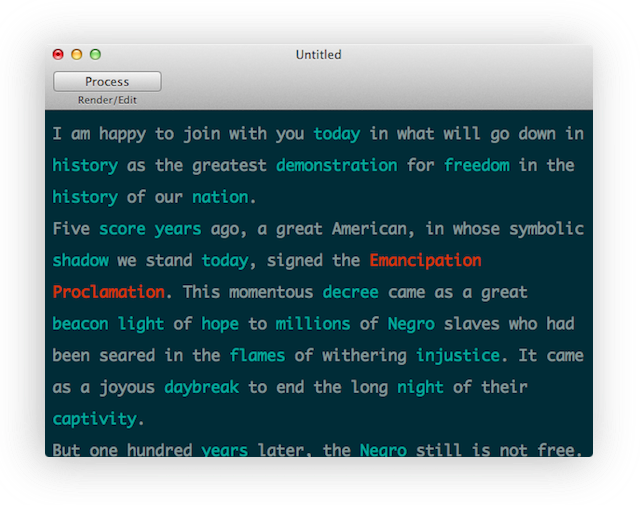 Untitled
Process
Render/Edit
I am happy to join with you today in what will go down in
history as the greatest demonstration for freedom in the
history of our nation.
Five score years ago, a great American, in whose symbolic
shadow we stand today, signed the Emancipation
Proclamation. This momentous decree came as a great
beacon light of hope to millions of Negro slaves who had
been seared in the flames of withering injustice. It came
as a joyous daybreak to end the long night of their
captivity.
But one hundred years later, the Negro still is not free.